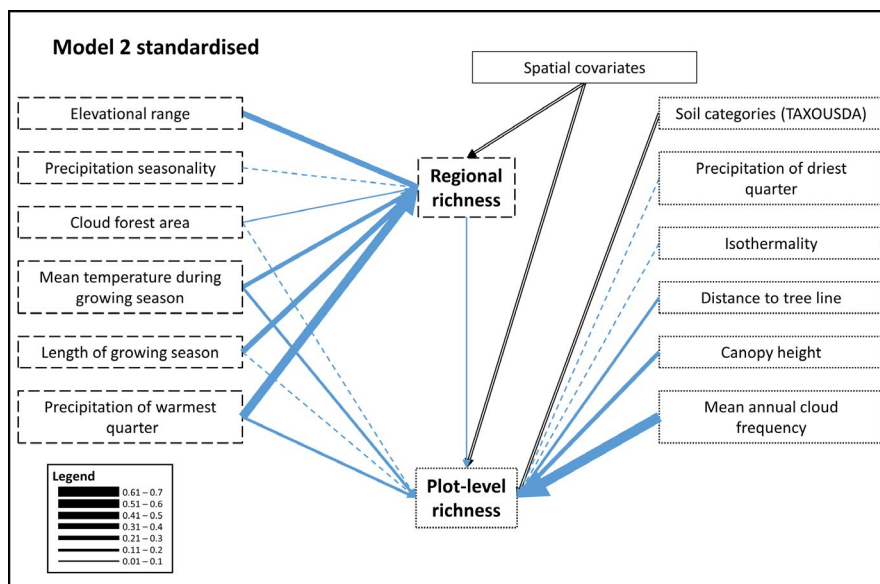 Model 2 standardised
Spatial covariates
Elevational range
Precipitation seasonality
Cloud forest area
Mean temperature during
growing season
Length of growing season
Precipitation of warmest
quarter
Regional
richness
Plot-level
richness
Soil categories (TAXOUSDA)
Precipitation of driest
quarter
Isothermality
Distance to tree line
Canopy height
Mean annual cloud
frequency
Legend
0.61 – 0.7
0.51 – 0.6
0.41 – 0.5
0.31 – 0.4
0.21 – 0.3
0.11 – 0.2
0.01 – 0.1